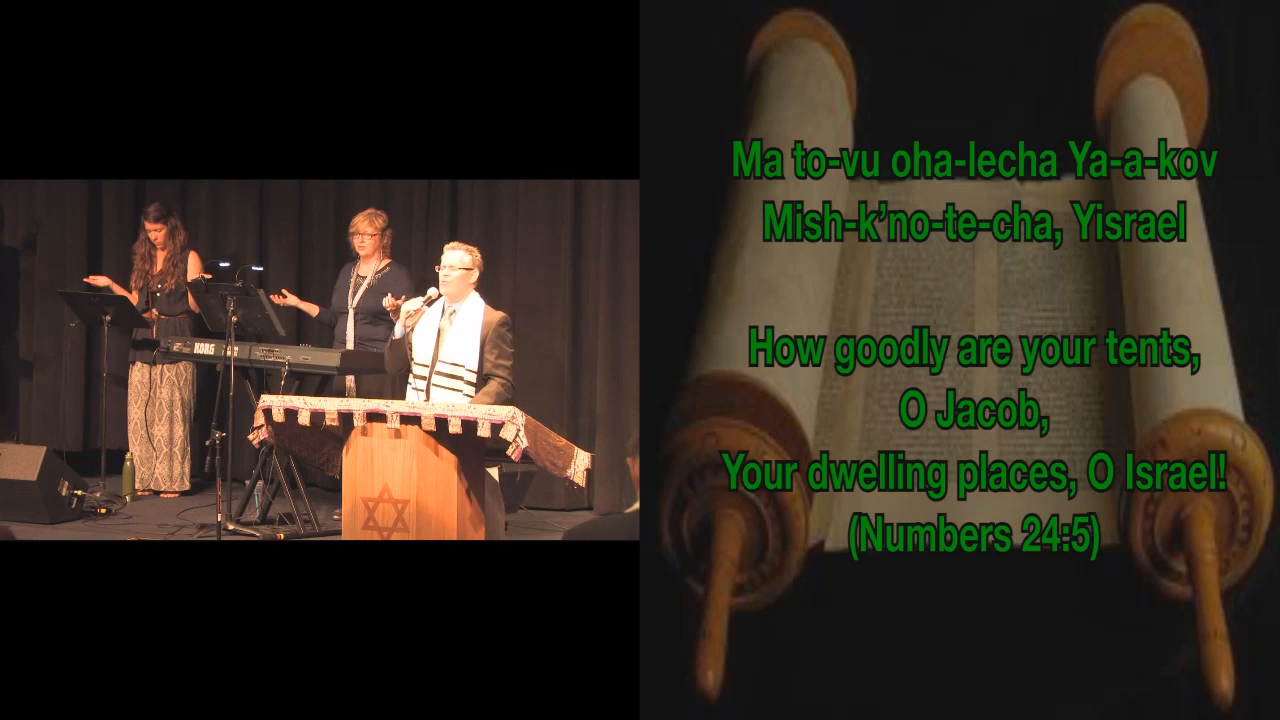 KORG
Ma to-vu oha-lecha Ya-a-kov
Mish-k’no-te-cha, Yisrael
How goodly are your tents,
O Jacob,
Your dwelling places, O Israel!
(Numbers 24:5)